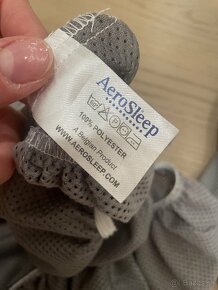 AeroSleep
100% POLYESTER
A Belgian Product
WWW.AEROSLEEP.COM